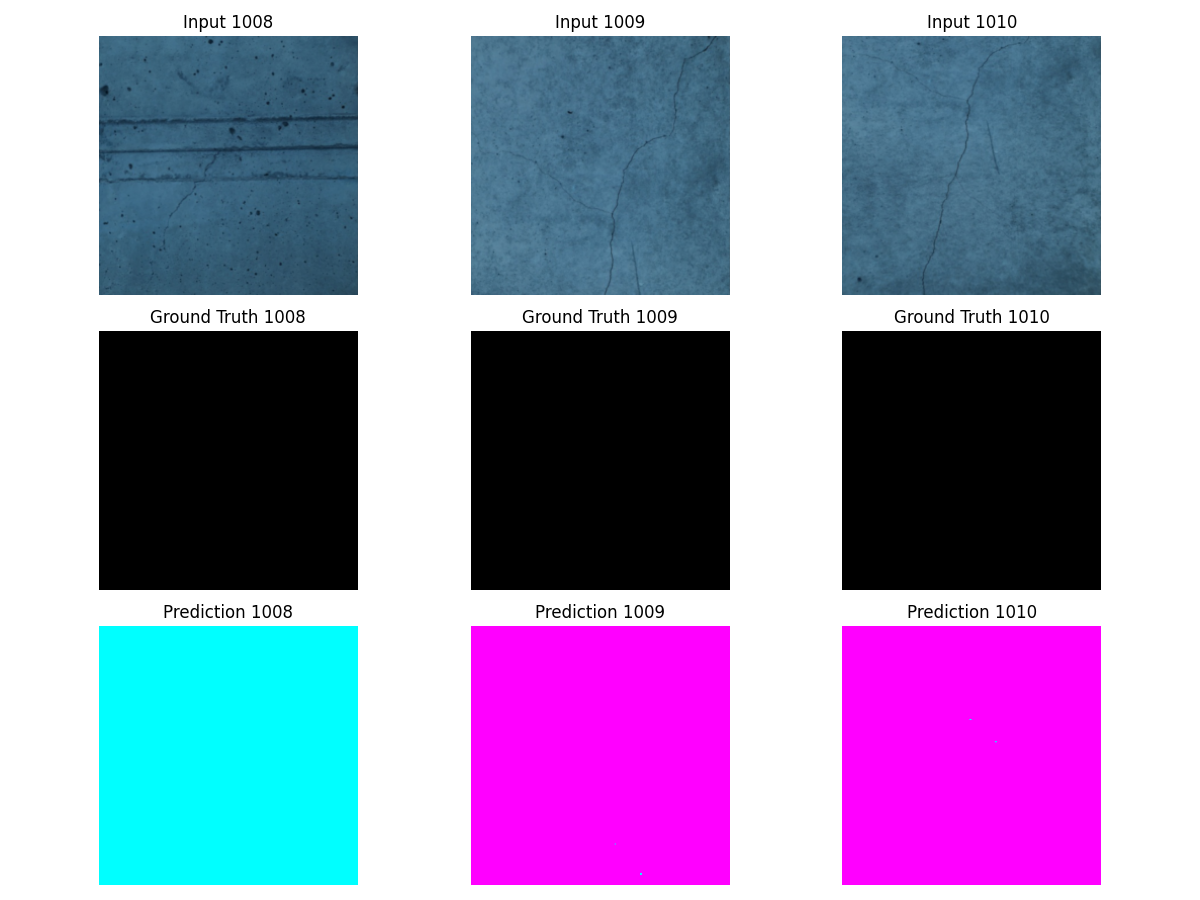 Input 1008
Input 1009
Input 1010
Ground Truth 1008
Ground Truth 1009
Ground Truth 1010
Prediction 1008
Prediction 1009
Prediction 1010